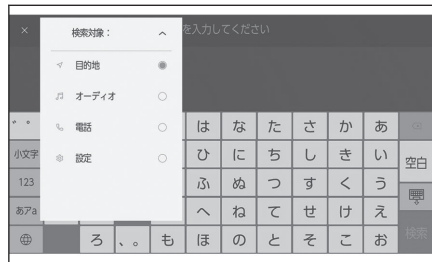 × 検索対象： を入力してください
目的地
オーディオ
電話
設定
゛゜ は な た さ か あ
小文字 ひ に ち し き い 空白
123 ふ ぬ つ す く う
あアa へ ね て せ け え
ろ 、。 も ほ の と そ こ お 検索